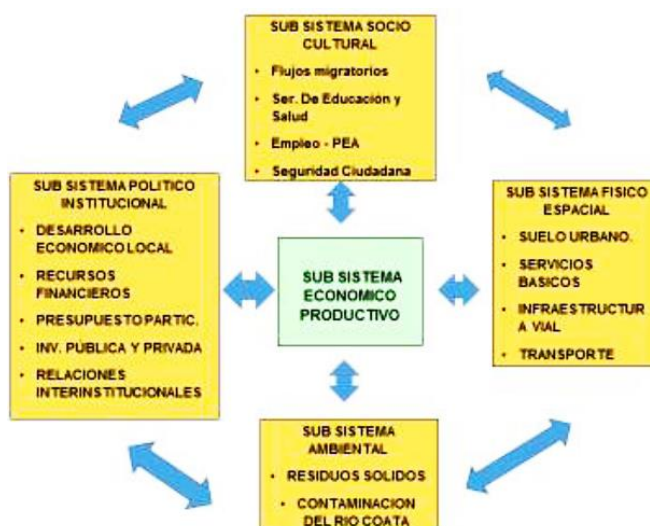 SUB SISTEMA SOCIO
CULTURAL
• Flujos migratorios
• Ser. De Educación y
Salud
• Empleo - PEA
• Seguridad Ciudadana
SUB SISTEMA POLITICO
INSTITUCIONAL
• DESARROLLO
ECONOMICO LOCAL
• RECURSOS
FINANCIEROS
• PRESUPUESTO PARTIC.
• INV. PÚBLICA Y PRIVADA
• RELACIONES
INTERINSTITUCIONALES
SUB SISTEMA
ECONOMICO
PRODUCTIVO
SUB SISTEMA FISICO
ESPACIAL
• SUELO URBANO.
• SERVICIOS
BASICOS
• INFRAESTRUCTUR
A VIAL
• TRANSPORTE
SUB SISTEMA
AMBIENTAL
• RESIDUOS SOLIDOS
• CONTAMINACION
DEL RIO COATA